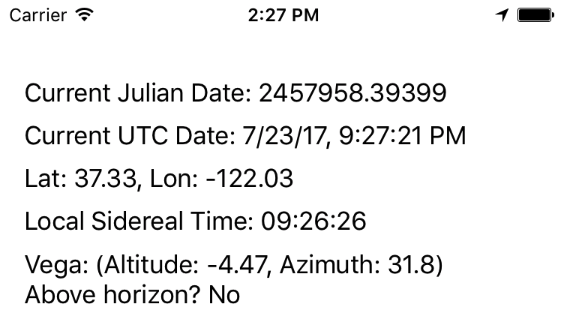 Carrier 2:27 PM
Current Julian Date: 2457958.39399
Current UTC Date: 7/23/17, 9:27:21 PM
Lat: 37.33, Lon: -122.03
Local Sidereal Time: 09:26:26
Vega: (Altitude: -4.47, Azimuth: 31.8)
Above horizon? No